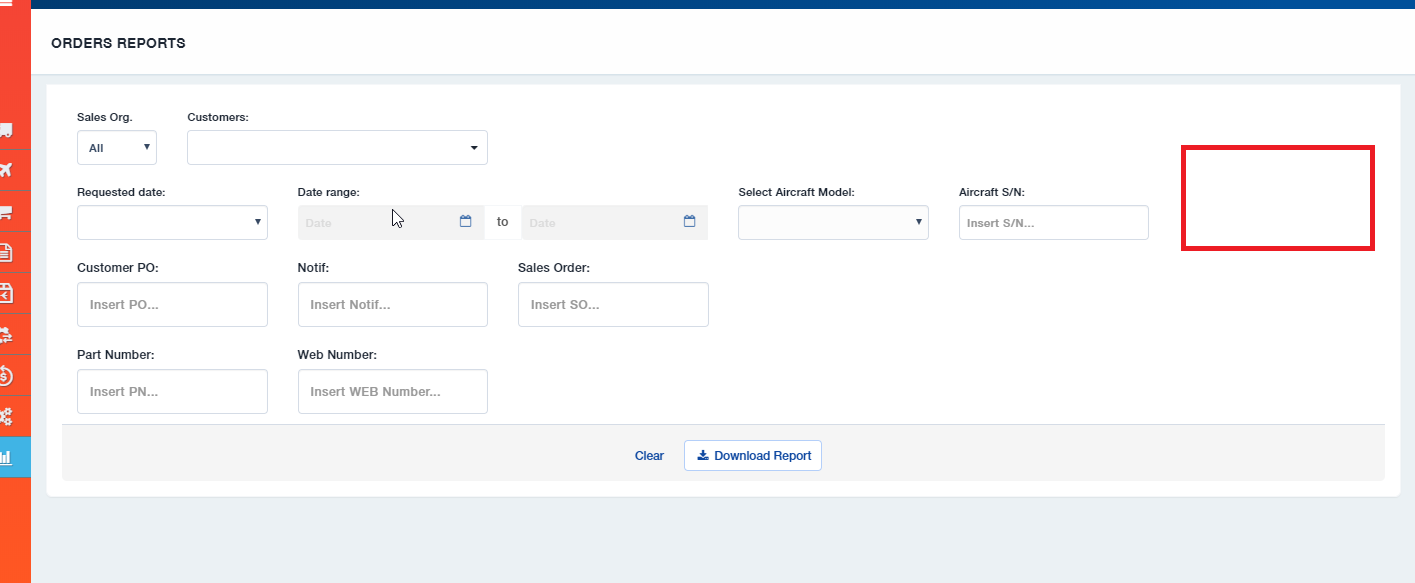 ORDERS REPORTS
Sales Org. Customers:
All
Requested date: Date range: Select Aircraft Model: Aircraft S/N:
Date to Date Insert S/N...
Customer PO: Notif: Sales Order:
Insert PO... Insert Notif... Insert SO...
Part Number: Web Number:
Insert PN... Insert WEB Number...
Clear Download Report